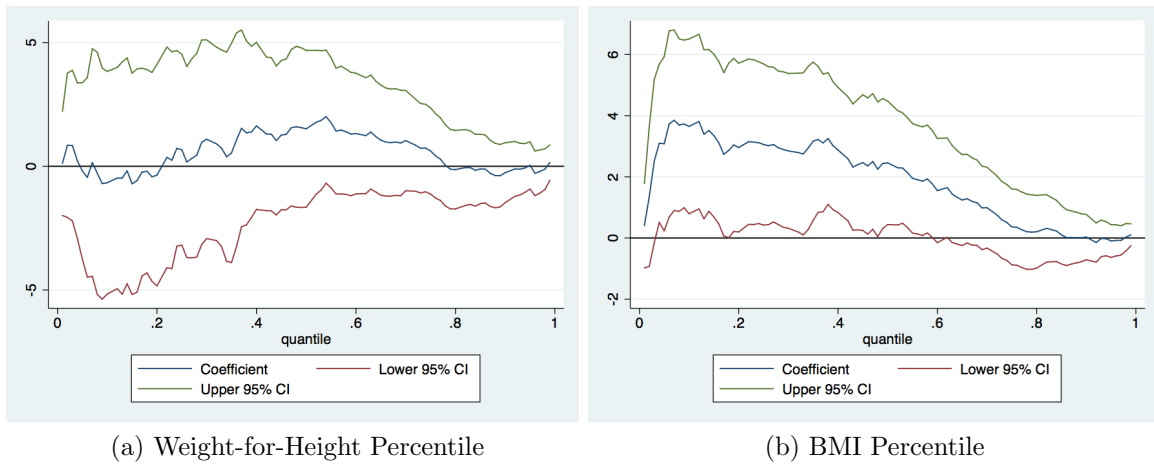 5
0
-5
0 .2 .4 .6 .8 1
quantile
Coefficient Lower 95% CI
Upper 95% CI
(a) Weight-for-Height Percentile
6
4
2
0
-2
0 .2 .4 .6 .8 1
quantile
Coefficient Lower 95% CI
Upper 95% CI
(b) BMI Percentile